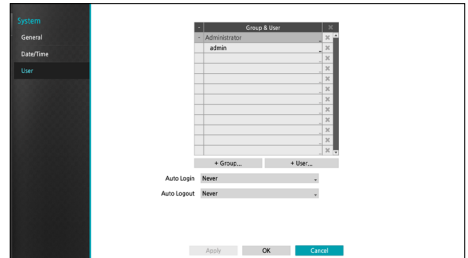 System
General
Date/Time
User
- Group & User
- Administrator
admin
+ Group...
+ User...
Auto Login Never
Auto Logout Never
Apply OK Cancel